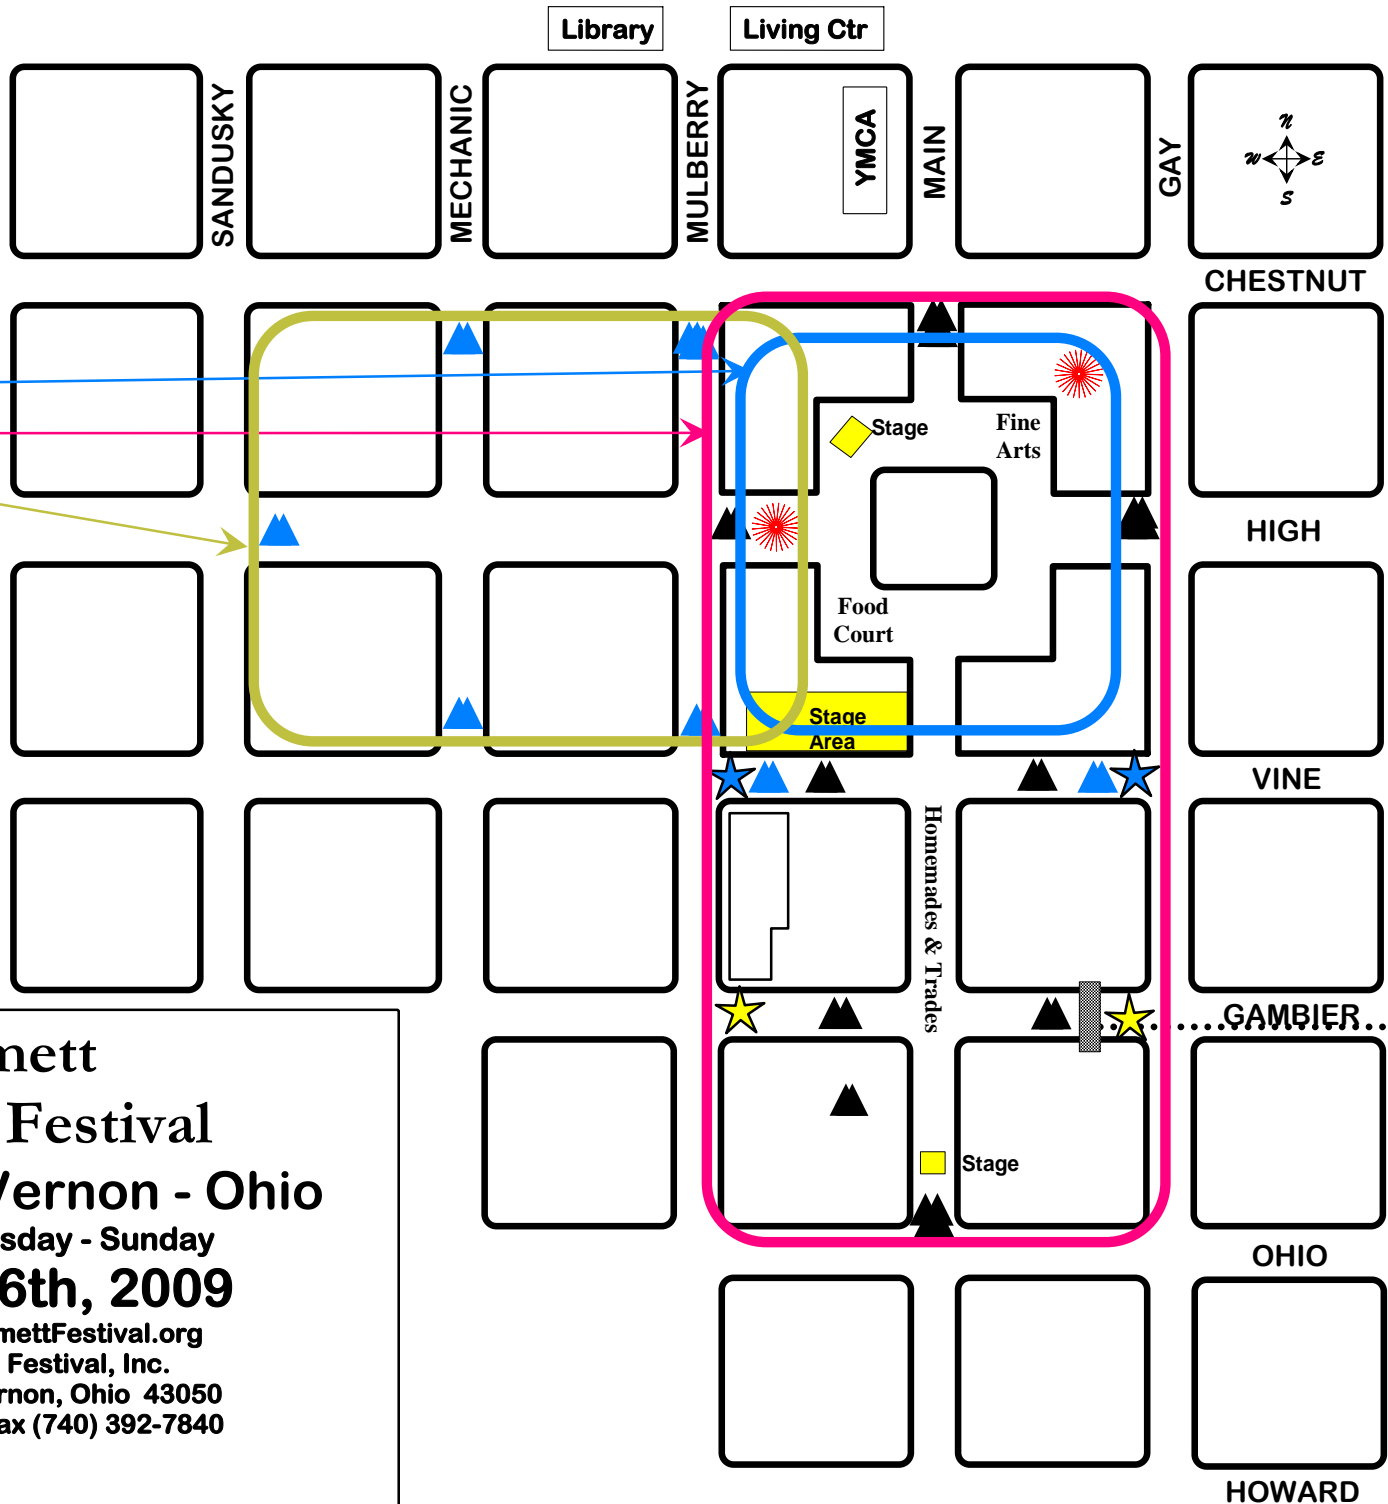 Library
Living Ctr
SANDUSKY
MECHANIC
MULBERRY
YMCA
MAIN
GAY
N
W E
S
CHESTNUT
Stage
Fine
Arts
HIGH
Food
Court
Stage
Area
VINE
Homemades & Trades
GAMBIER
Stage
OHIO
HOWARD
mett
Festival
Vernon - Ohio
sday - Sunday
6th, 2009
mettFestival.org
Festival, Inc.
rnon, Ohio 43050
ax (740) 392-7840